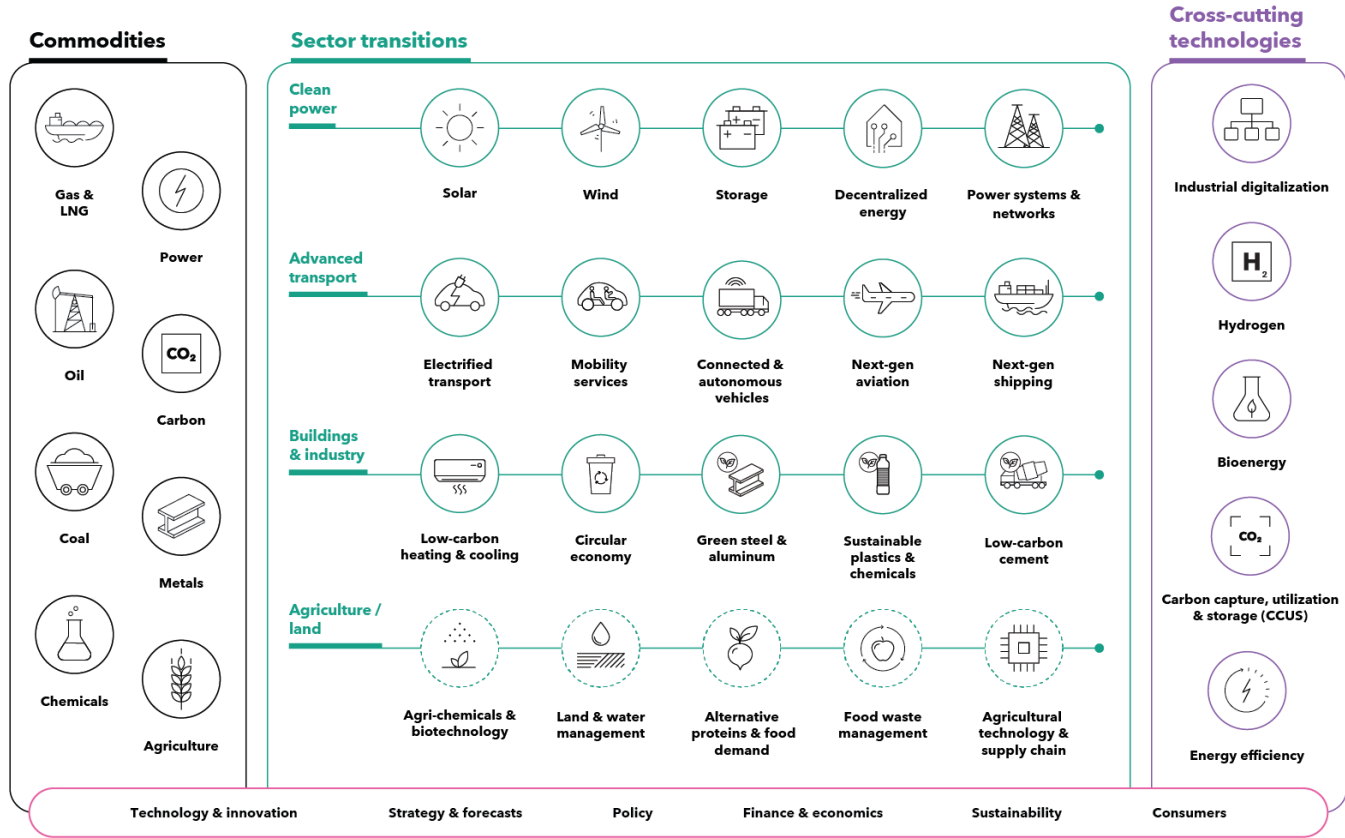 Commodities
Gas &
LNG
Power
Oil
CO₂
Carbon
Coal
Metals
Chemicals
Agriculture
Sector transitions
Clean
power
Solar
Wind
Storage
Decentralized
energy
Power systems &
networks
Advanced
transport
Electrified
transport
Mobility
services
Connected &
autonomous
vehicles
Next-gen
aviation
Next-gen
shipping
Buildings
& industry
Low-carbon
heating & cooling
Circular
economy
Green steel &
aluminum
Sustainable
plastics &
chemicals
Low-carbon
cement
Agriculture /
land
Agri-chemicals &
biotechnology
Land & water
management
Alternative
proteins & food
demand
Food waste
management
Agricultural
technology &
supply chain
Cross-cutting
technologies
Industrial digitalization
H₂
Hydrogen
Bioenergy
CO₂
Carbon capture, utilization
& storage (CCUS)
Energy efficiency
Technology & innovation
Strategy & forecasts
Policy
Finance & economics
Sustainability
Consumers